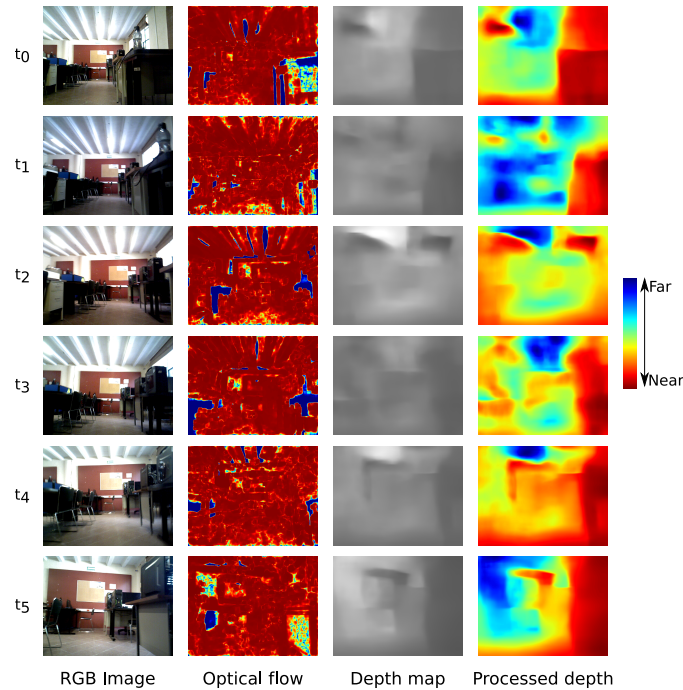 t0
t1
t2
Far
Near
t3
t4
t5
RGB Image
Optical flow
Depth map
Processed depth